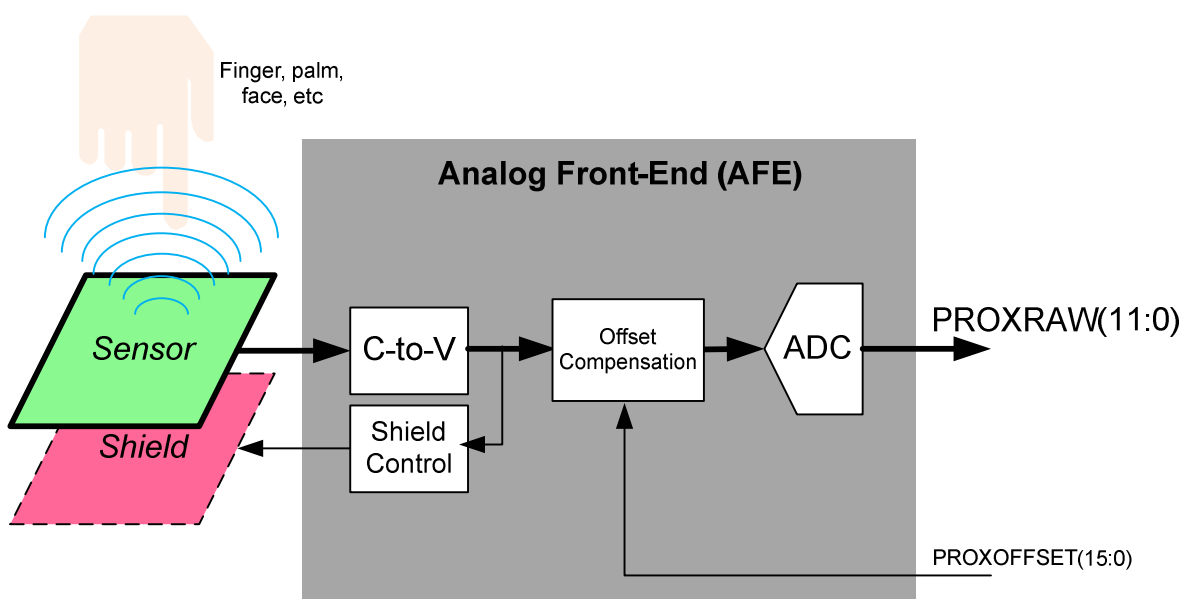 Finger, palm,
face, etc
Analog Front-End (AFE)
Sensor
C-to-V
Offset
Compensation
ADC
PROXRAW(11:0)
Shield
Shield
Control
PROXOFFSET(15:0)